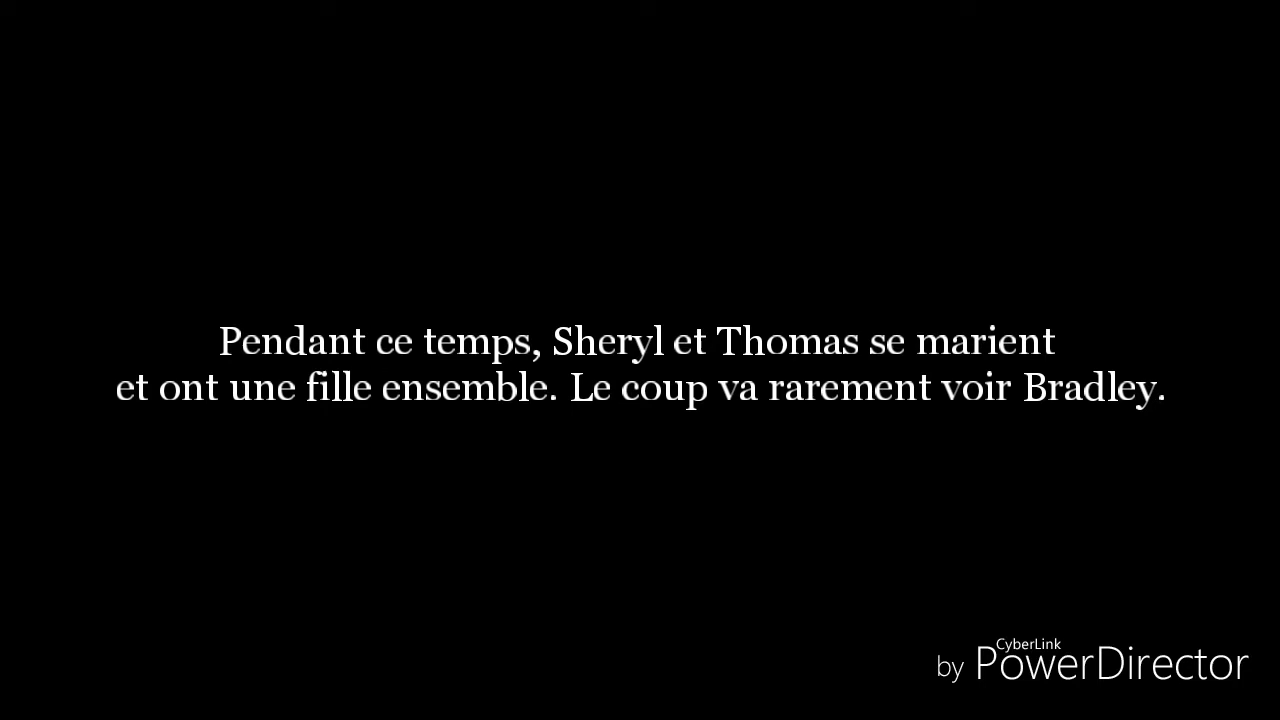 Pendant ce temps, Sheryl et Thomas se marient
et ont une fille ensemble. Le coup va rarement voir Bradley.
CyberLink
by PowerDirector